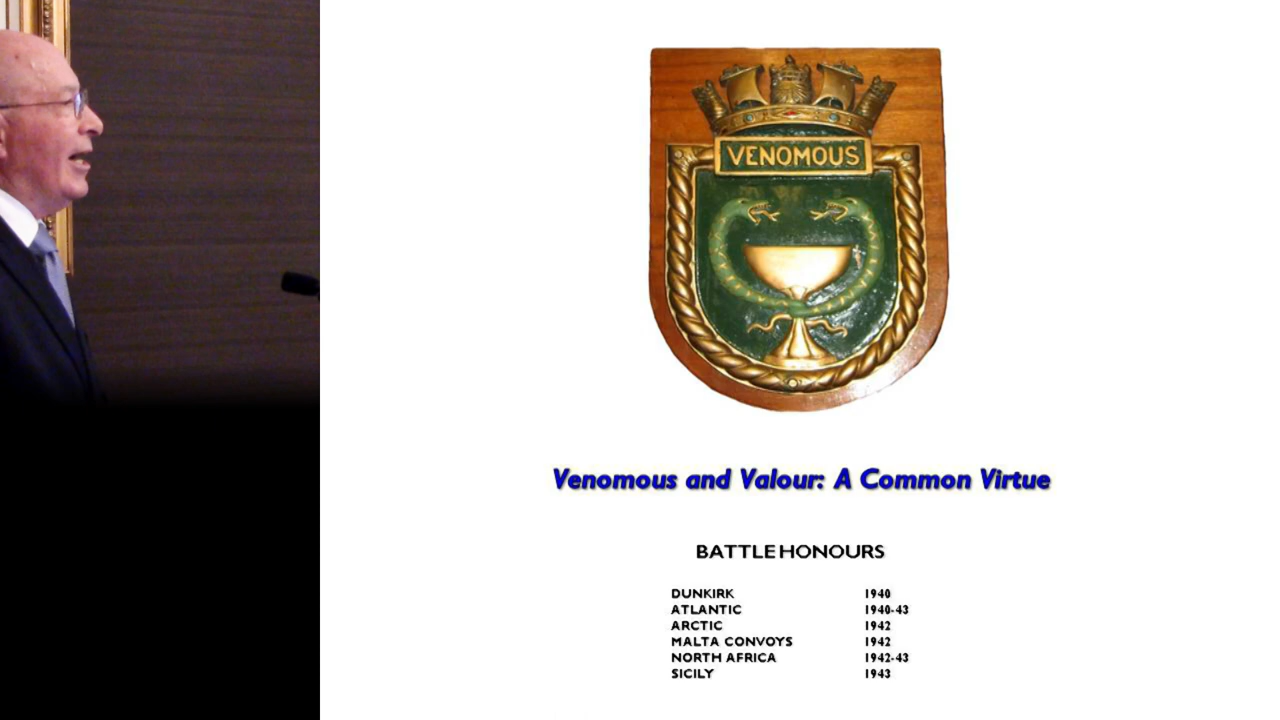 VENOMOUS
Venomous and Valour: A Common Virtue
BATTLE HONOURS
DUNKIRK 1940
ATLANTIC 1940-43
ARCTIC 1942
MALTA CONVOYS 1942
NORTH AFRICA 1942-43
SICILY 1943